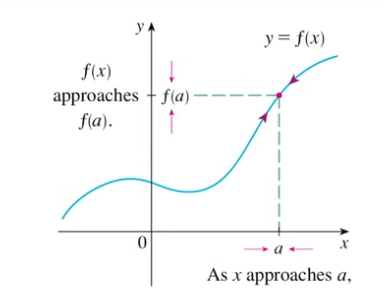 y
y = f(x)
f(x)
approaches f(a)
f(a).
0
a
x
As x approaches a,